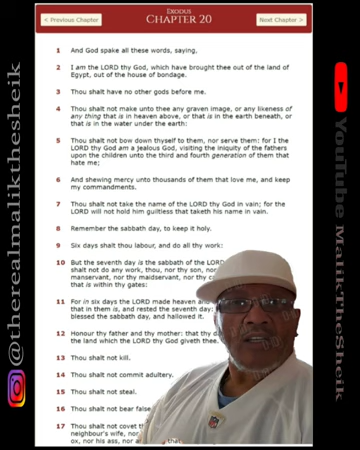 Exodus
Chapter 20
< Previous Chapter
Next Chapter >
1 And God spake all these words, saying,
2 I am the LORD thy God, which have brought thee out of the land of
Egypt, out of the house of bondage.
3 Thou shalt have no other gods before me.
4 Thou shalt not make unto thee any graven image, or any likeness of
any thing that is in heaven above, or that is in the earth beneath, or
that is in the water under the earth:
5 Thou shalt not bow down thyself to them, nor serve them: for I the
LORD thy God am a jealous God, visiting the iniquity of the fathers
upon the children unto the third and fourth generation of them that
hate me;
6 And shewing mercy unto thousands of them that love me, and keep
my commandments.
7 Thou shalt not take the name of the LORD thy God in vain; for the
LORD will not hold him guiltless that taketh his name in vain.
8 Remember the sabbath day, to keep it holy.
9 Six days shalt thou labour, and do all thy work:
10 But the seventh day is the sabbath of the LORD
shalt not do any work, thou, nor thy son, nor
manservant, nor thy maidservant, nor thy
that is within thy gates:
11 For in six days the LORD made heaven and
that in them is, and rested the seventh day:
blessed the sabbath day, and hallowed it.
12 Honour thy father and thy mother: that thy
the land which the LORD thy God giveth thee.
13 Thou shalt not kill.
14 Thou shalt not commit adultery.
15 Thou shalt not steal.
16 Thou shalt not bear false
17 Thou shalt not covet
neighbour's wife, nor
ox, nor his ass, nor
@therealmalikthesheik
YouTube MalikTheSheik
NFL